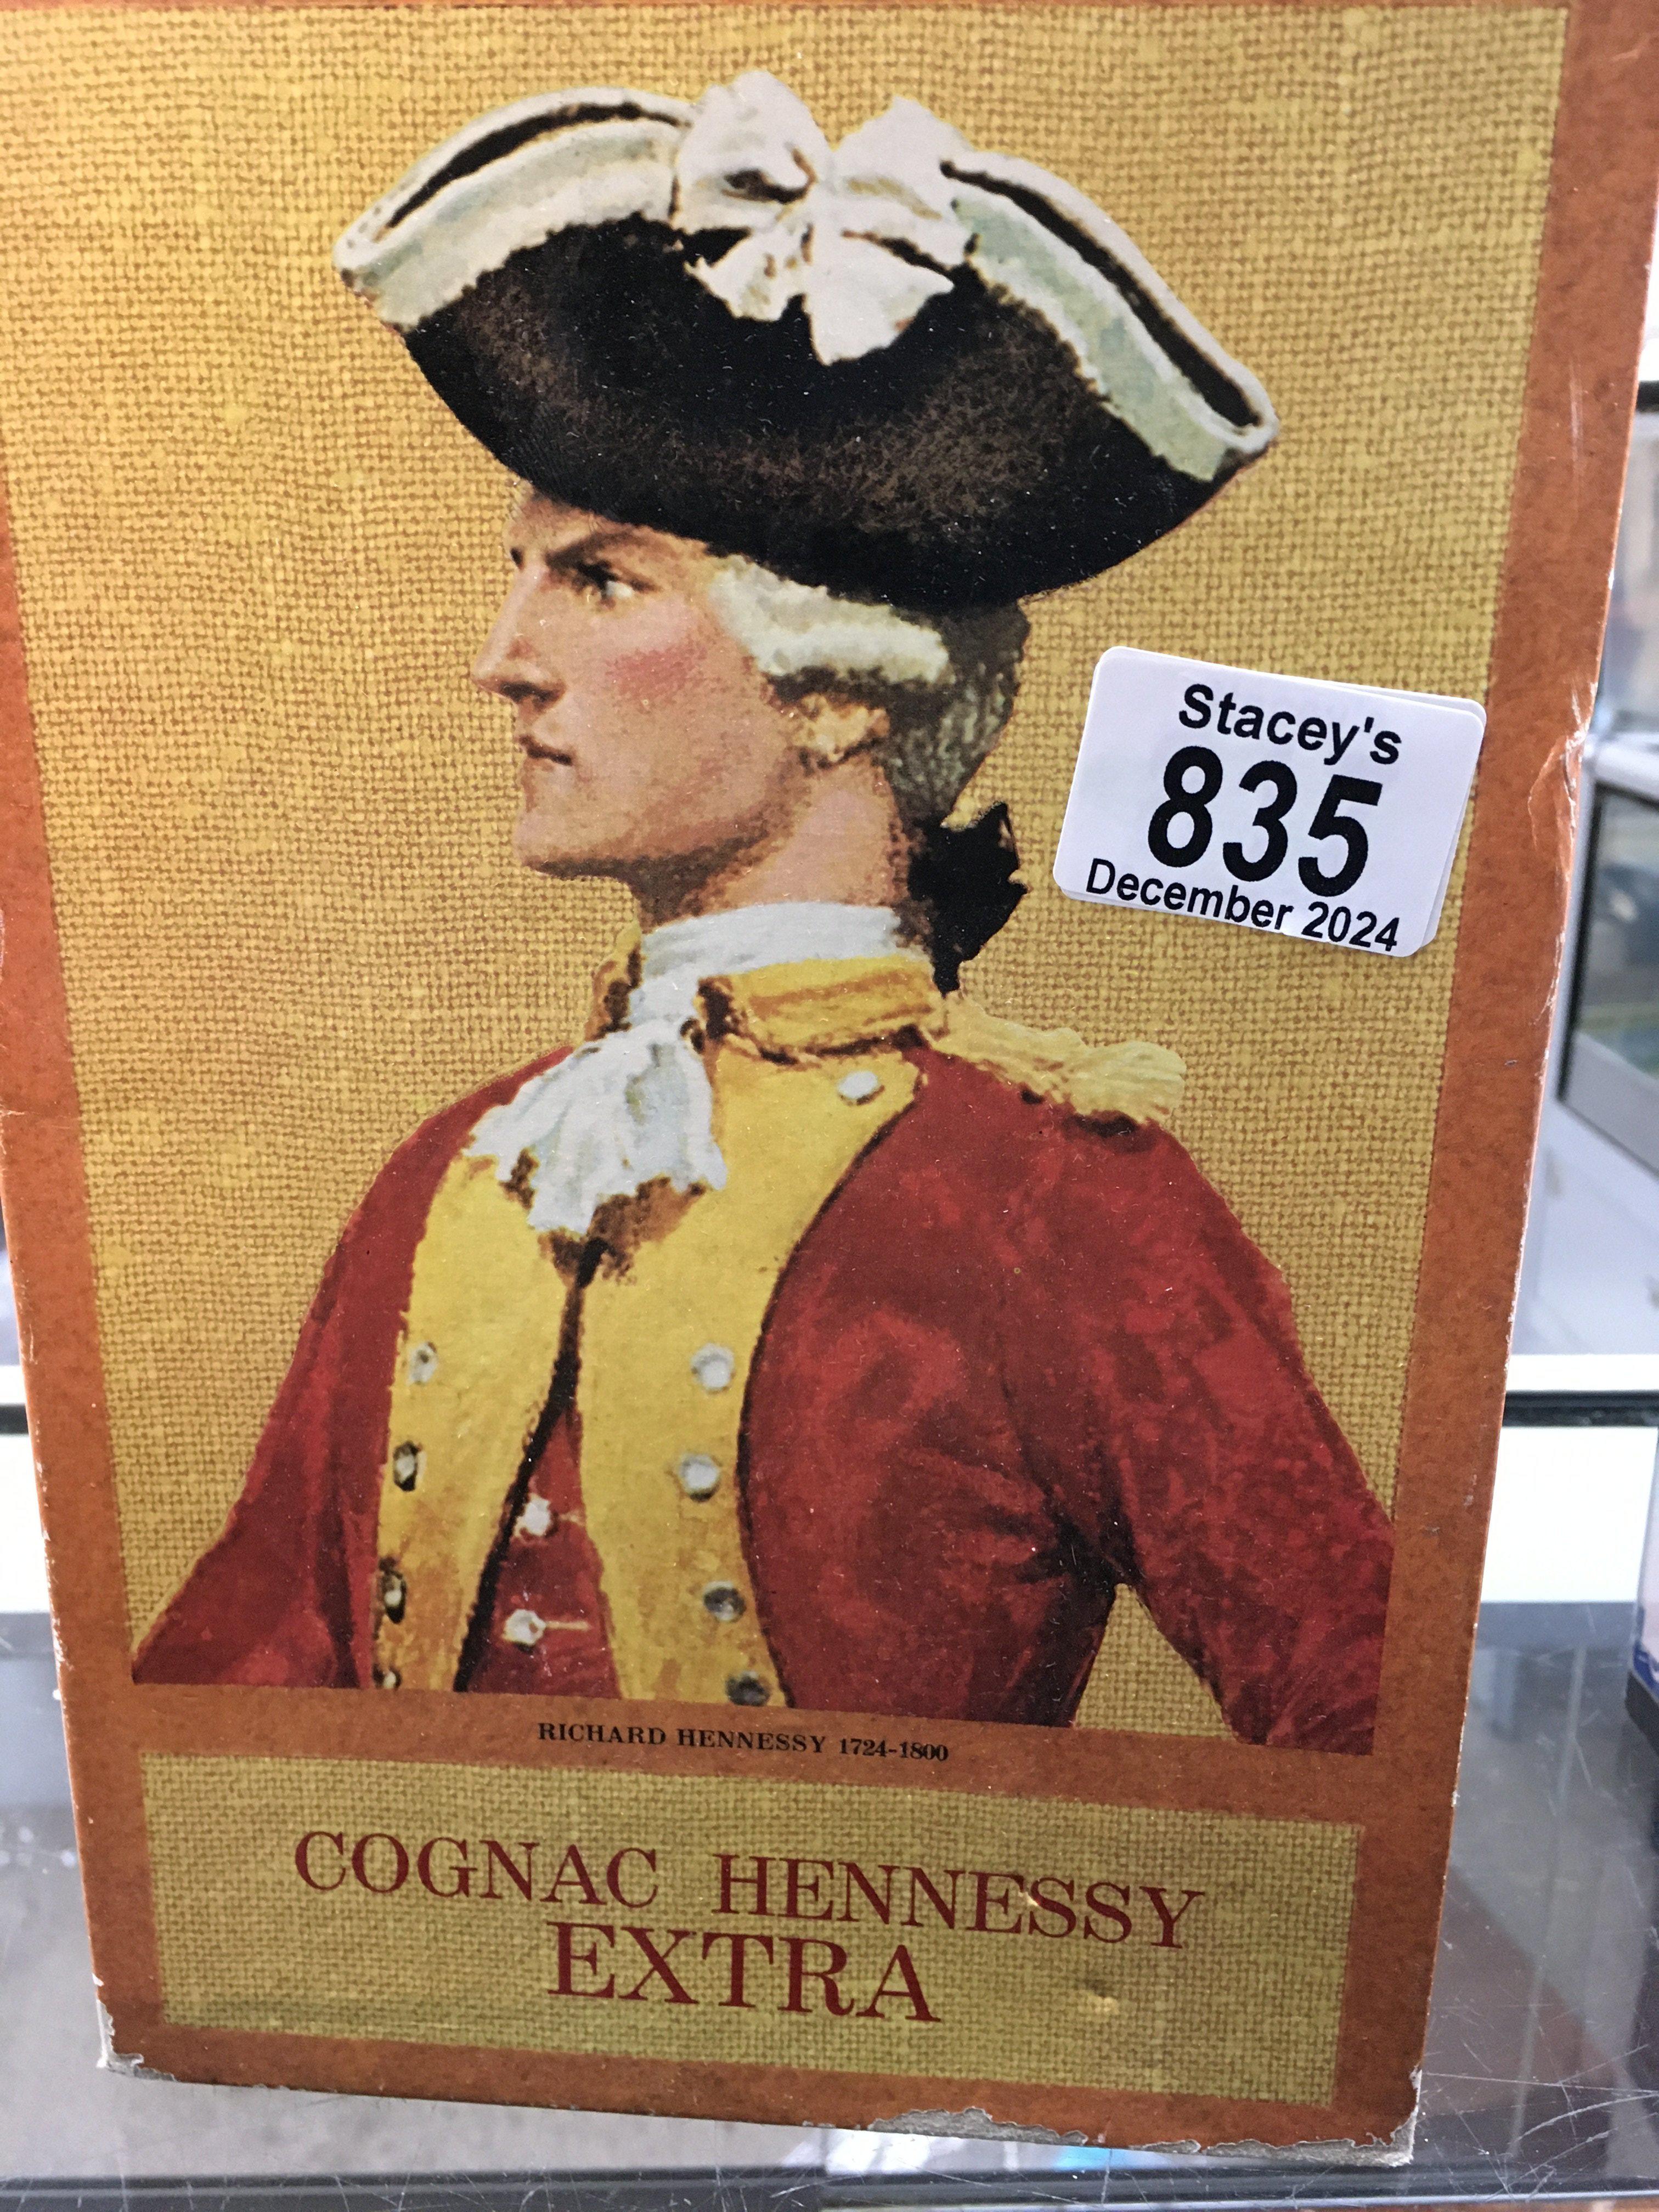 Stacey's
835
December 2024
RICHARD HENNESSY 1724-1800
COGNAC HENNESSY
EXTRA